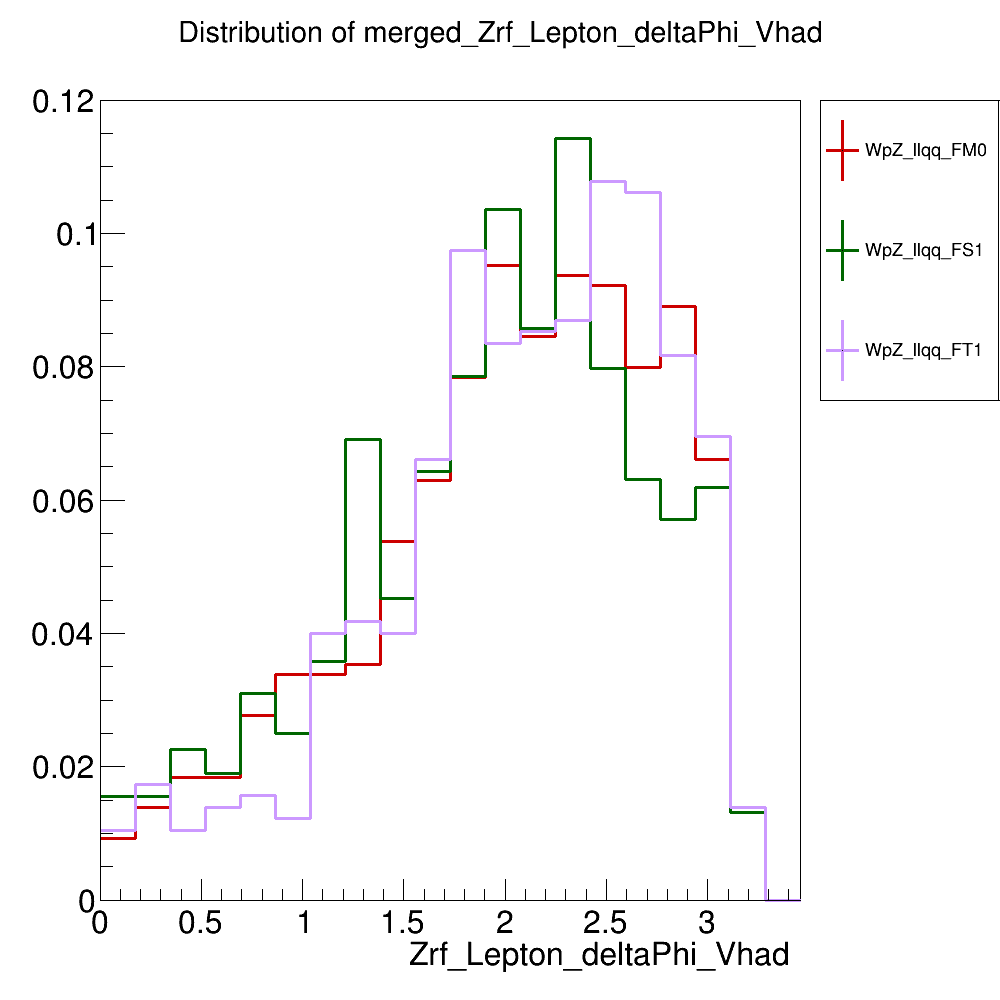 Distribution of merged_Zrf_Lepton_deltaPhi_Vhad
0.12
0.1
0.08
0.06
0.04
0.02
0
0 0.5 1 1.5 2 2.5 3
Zrf_Lepton_deltaPhi_Vhad
WpZ_llqq_FM0
WpZ_llqq_FS1
WpZ_llqq_FT1